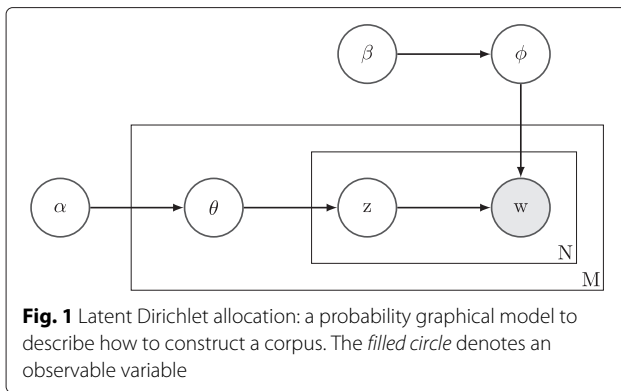 β
ϕ
α
θ
z
w
N
M
Fig. 1 Latent Dirichlet allocation: a probability graphical model to
describe how to construct a corpus. The filled circle denotes an
observable variable